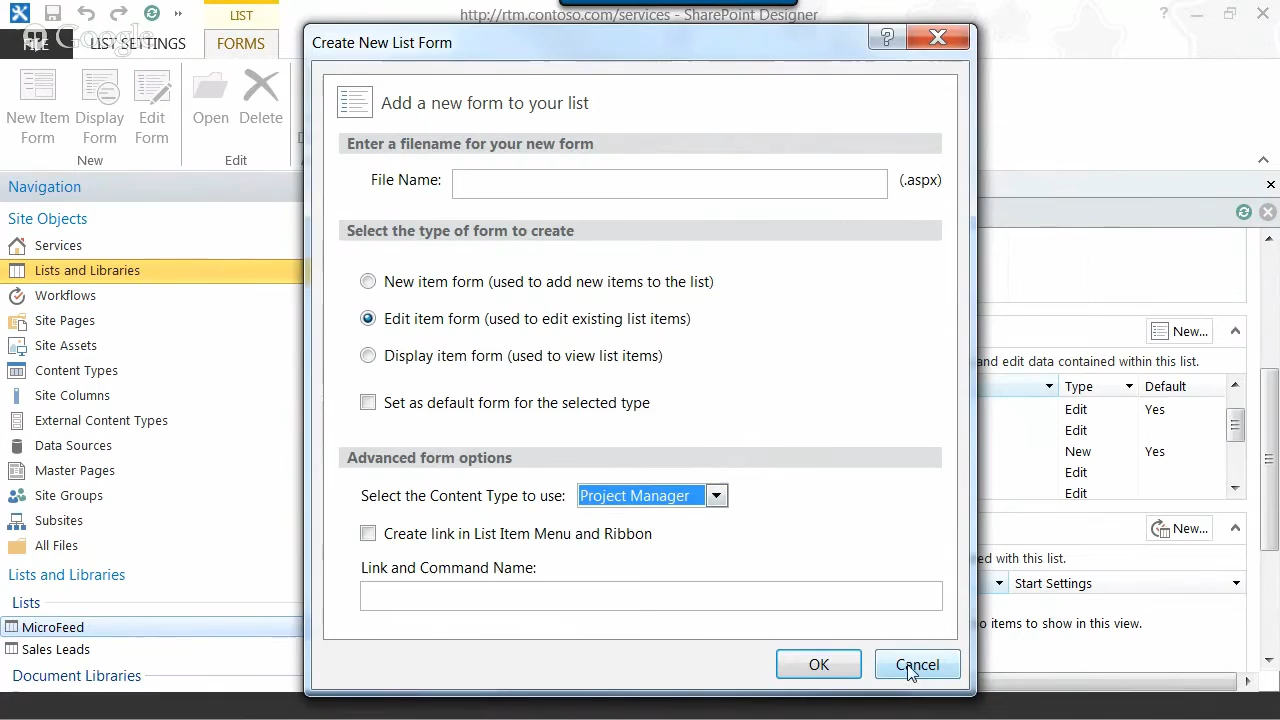 http://rtm.contoso.com/services - SharePoint Designer
LIST
FILE
Google
LIST SETTINGS
FORMS
New Item Form
Display Form
Edit Form
Open
Delete
New
Edit
Navigation
Site Objects
Services
Lists and Libraries
Workflows
Site Pages
Site Assets
Content Types
Site Columns
External Content Types
Data Sources
Master Pages
Site Groups
Subsites
All Files
Lists and Libraries
Lists
MicroFeed
Sales Leads
Document Libraries
Create New List Form
Add a new form to your list
Enter a filename for your new form
File Name:
(.aspx)
Select the type of form to create
New item form (used to add new items to the list)
Edit item form (used to edit existing list items)
Display item form (used to view list items)
Set as default form for the selected type
Advanced form options
Select the Content Type to use:
Project Manager
Create link in List Item Menu and Ribbon
Link and Command Name:
OK
Cancel
New...
and edit data contained within this list.
Type
Default
Edit
Yes
Edit
New
Yes
Edit
Edit
New...
ed with this list.
Start Settings
o items to show in this view.